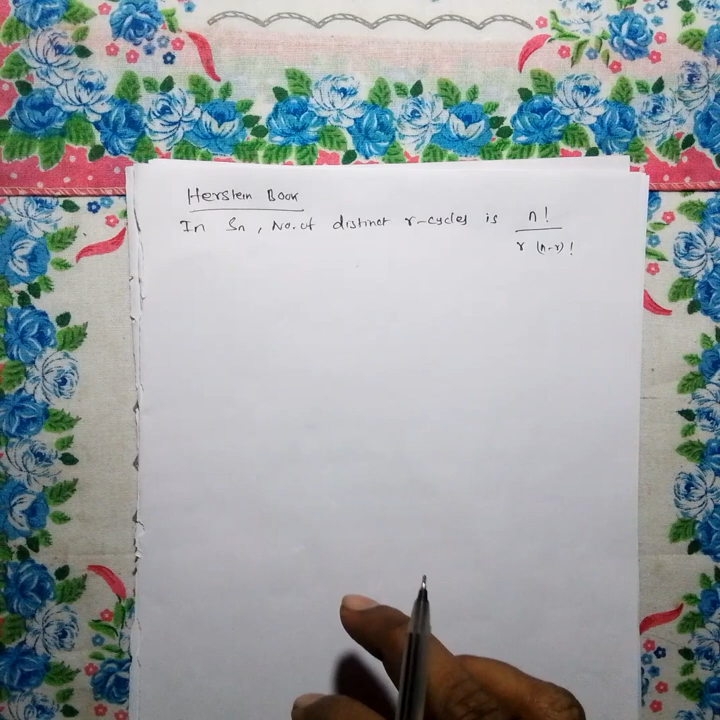 Herstein Book
In Sn, No. of distinct r-cycles is n! / r (n-r)!